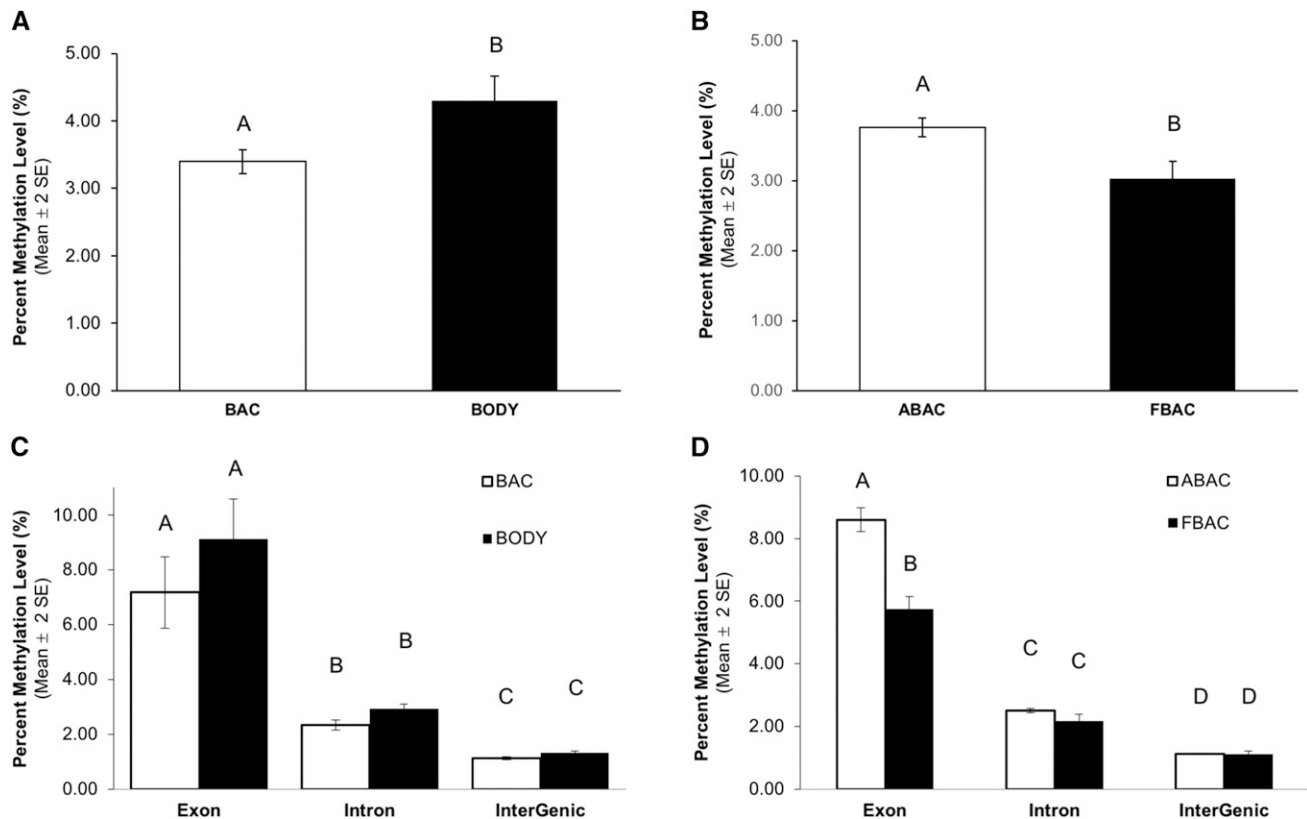 A
Percent Methylation Level (%)
(Mean ± 2 SE)
5.00
4.00
3.00
2.00
1.00
0.00
A
B
BAC
BODY
B
Percent Methylation Level (%)
(Mean ± 2 SE)
5.00
4.00
3.00
2.00
1.00
0.00
A
B
ABAC
FBAC
C
Percent Methylation Level (%)
(Mean ± 2 SE)
10.00
8.00
6.00
4.00
2.00
0.00
A
A
B
B
C
C
BAC
BODY
Exon
Intron
InterGenic
D
Percent Methylation Level (%)
(Mean ± 2 SE)
10.00
8.00
6.00
4.00
2.00
0.00
A
B
C
C
D
D
ABAC
FBAC
Exon
Intron
InterGenic